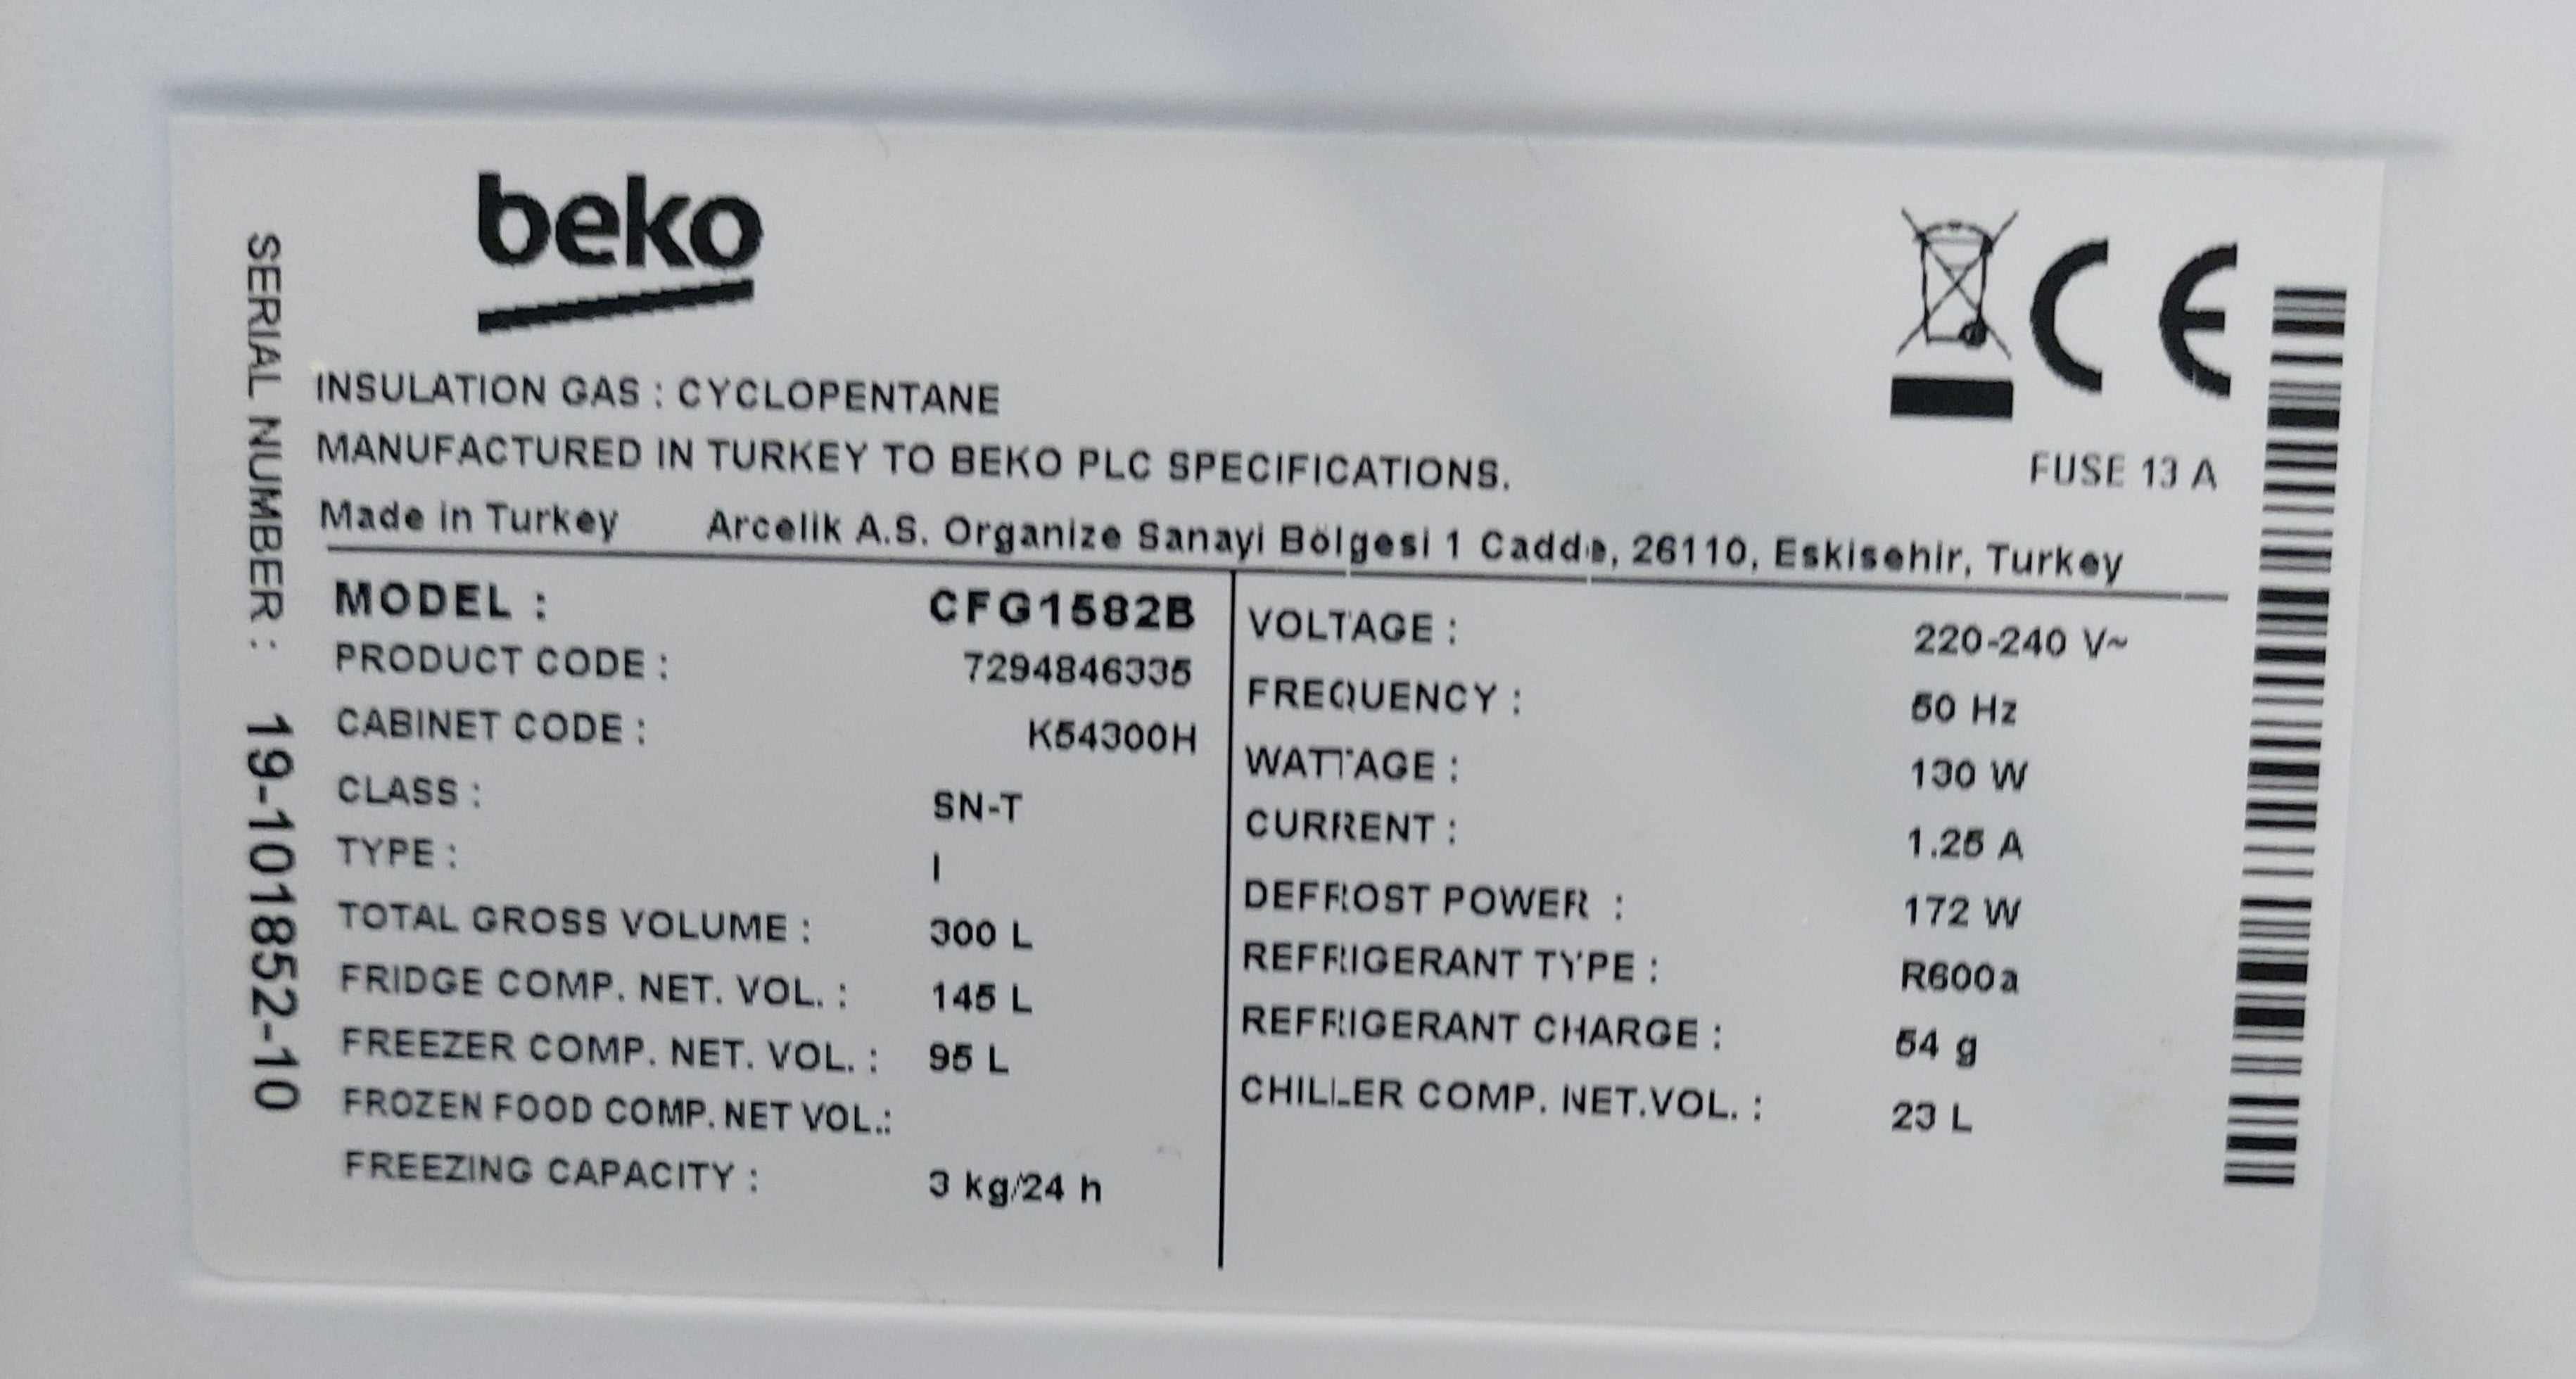 beko
CE
INSULATION GAS : CYCLOPENTANE
MANUFACTURED IN TURKEY TO BEKO PLC SPECIFICATIONS.
FUSE 13 A
Made in Turkey Arcelik A.S. Organize Sanayi Bölgesi 1 Cadde, 26110, Eskisehir, Turkey
MODEL : CFG1582B
PRODUCT CODE : 7294846335
CABINET CODE : K54300H
CLASS : SN-T
TYPE : I
TOTAL GROSS VOLUME : 300 L
FRIDGE COMP. NET. VOL. : 145 L
FREEZER COMP. NET. VOL. : 95 L
FROZEN FOOD COMP. NET VOL.:
FREEZING CAPACITY : 3 kg/24 h
VOLTAGE : 220-240 V~
FREQUENCY : 50 Hz
WATTAGE : 130 W
CURRENT : 1.25 A
DEFROST POWER : 172 W
REFRIGERANT TYPE : R600a
REFRIGERANT CHARGE : 54 g
CHILLER COMP. NET.VOL. : 23 L
SERIAL NUMBER : 19-101852-10